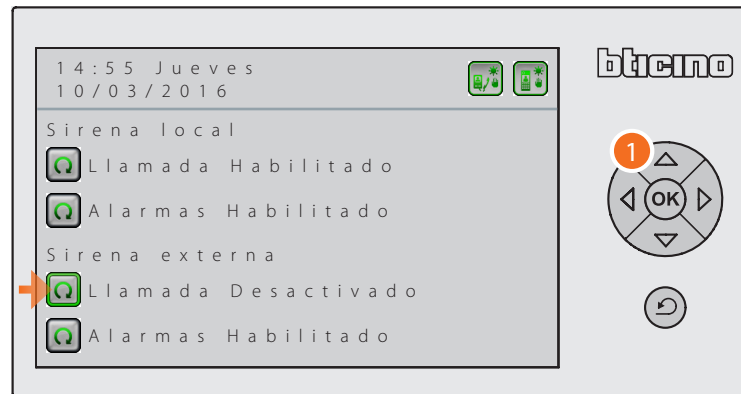 14:55 Jueves
10/03/2016
bticino
Sirena local
Llamada Habilitado
1
Alarmas Habilitado
OK
Sirena externa
Llamada Desactivado
Alarmas Habilitado